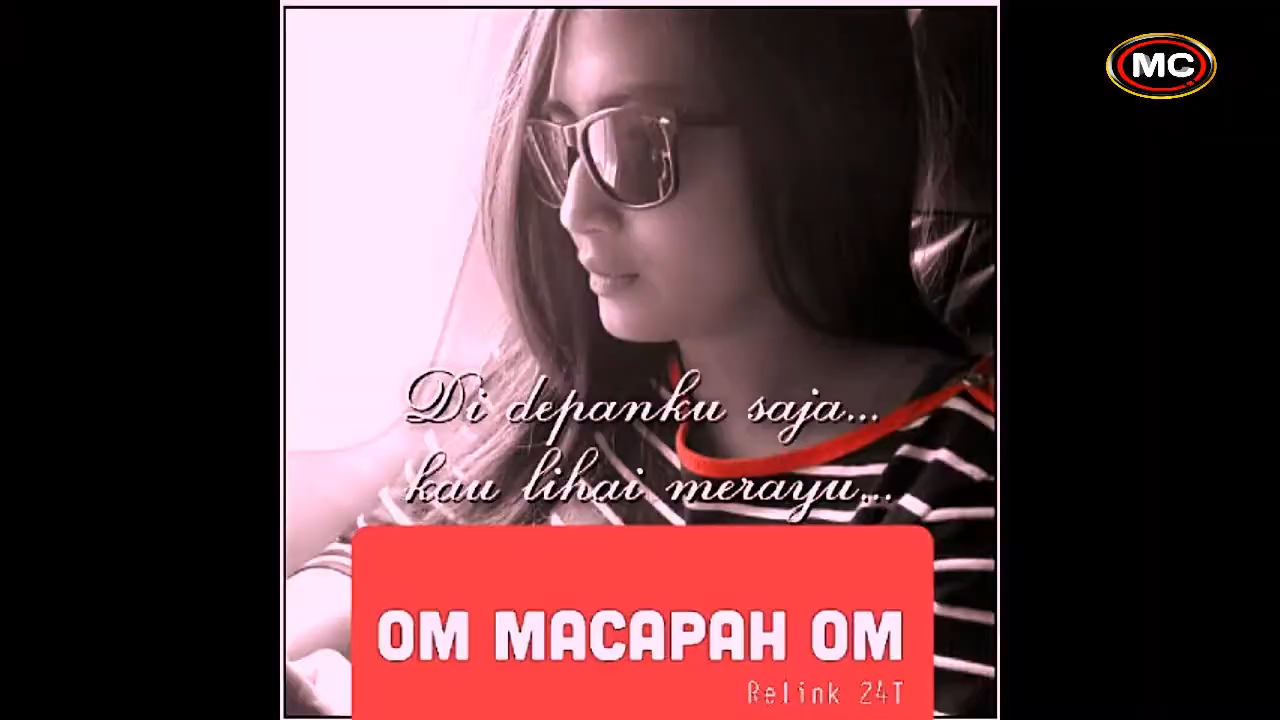 MC
Di depanku saja...
kau lihai merayu...
OM MACAPAH OM
Relink 24T